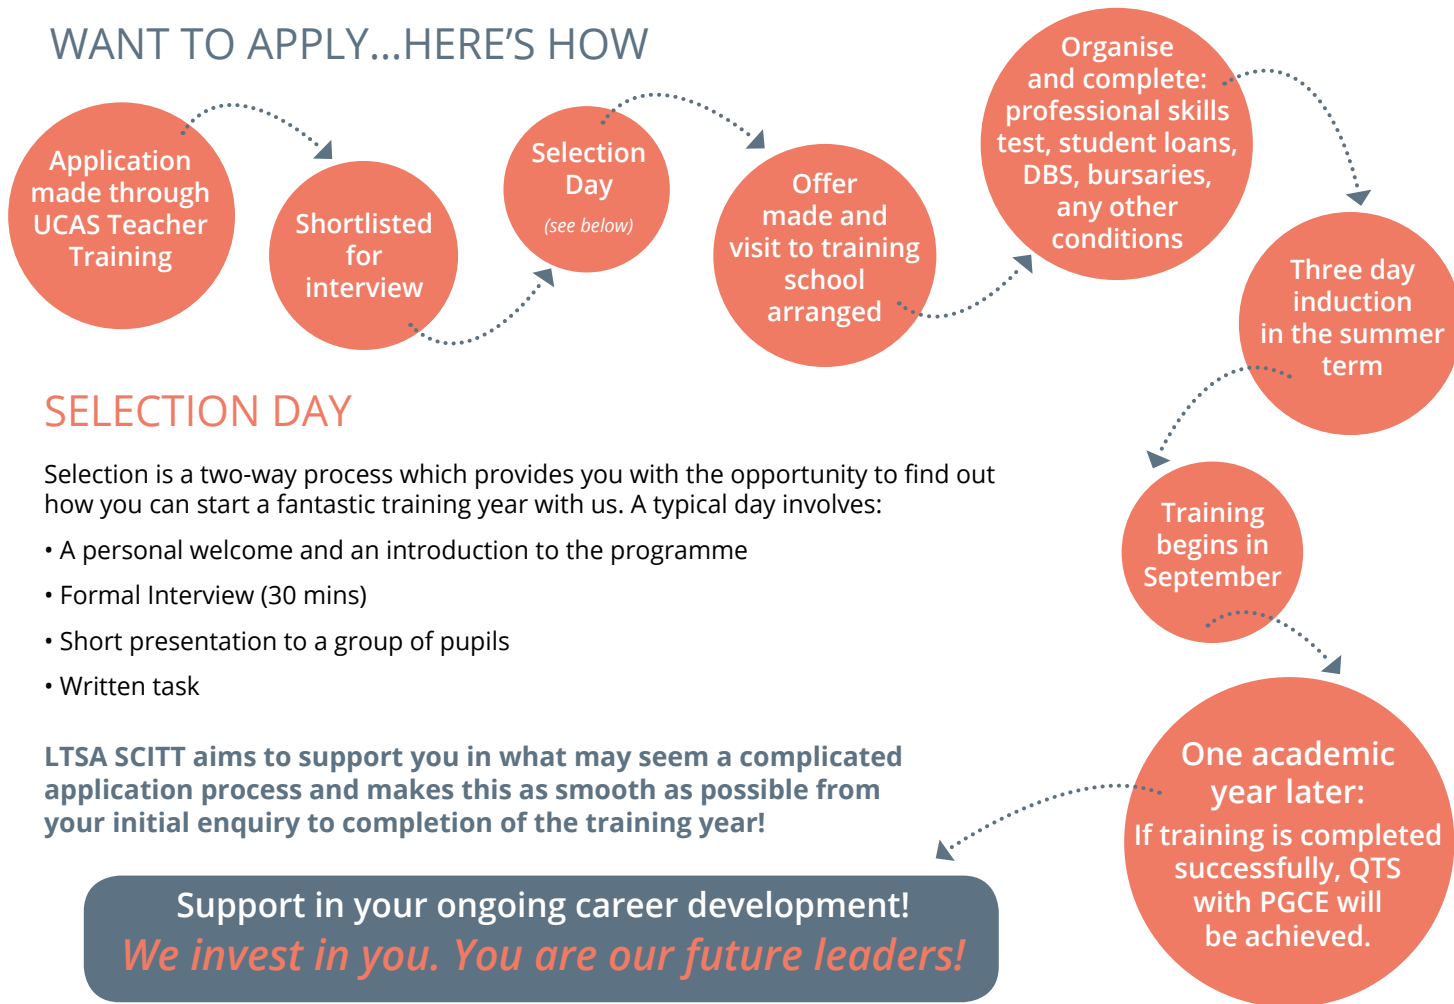 WANT TO APPLY...HERE'S HOW
Application
made through
UCAS Teacher
Training
Shortlisted
for
interview
Selection
Day
(see below)
Offer
made and
visit to training
school
arranged
Organise
and complete:
professional skills
test, student loans,
DBS, bursaries,
any other
conditions
Three day
induction
in the summer
term
Training
begins in
September
One academic
year later:
If training is completed
successfully, QTS
with PGCE will
be achieved.
SELECTION DAY
Selection is a two-way process which provides you with the opportunity to find out
how you can start a fantastic training year with us. A typical day involves:
• A personal welcome and an introduction to the programme
• Formal Interview (30 mins)
• Short presentation to a group of pupils
• Written task
LTSA SCITT aims to support you in what may seem a complicated
application process and makes this as smooth as possible from
your initial enquiry to completion of the training year!
Support in your ongoing career development!
We invest in you. You are our future leaders!